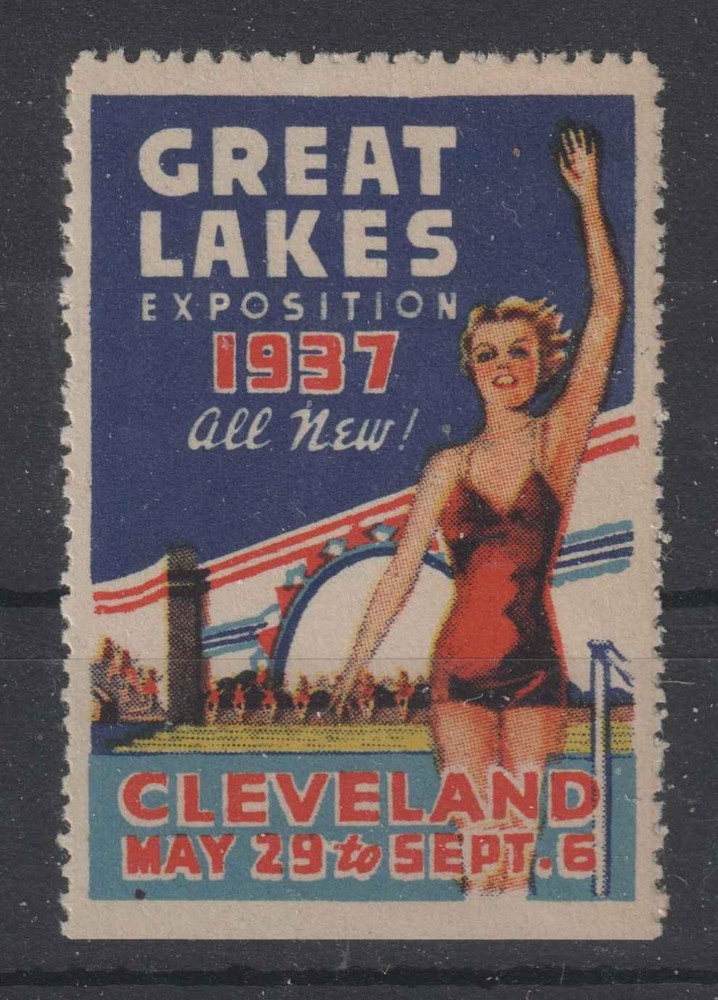 GREAT
LAKES
EXPOSITION
1937
All New!
CLEVELAND
MAY 29 to SEPT. 6